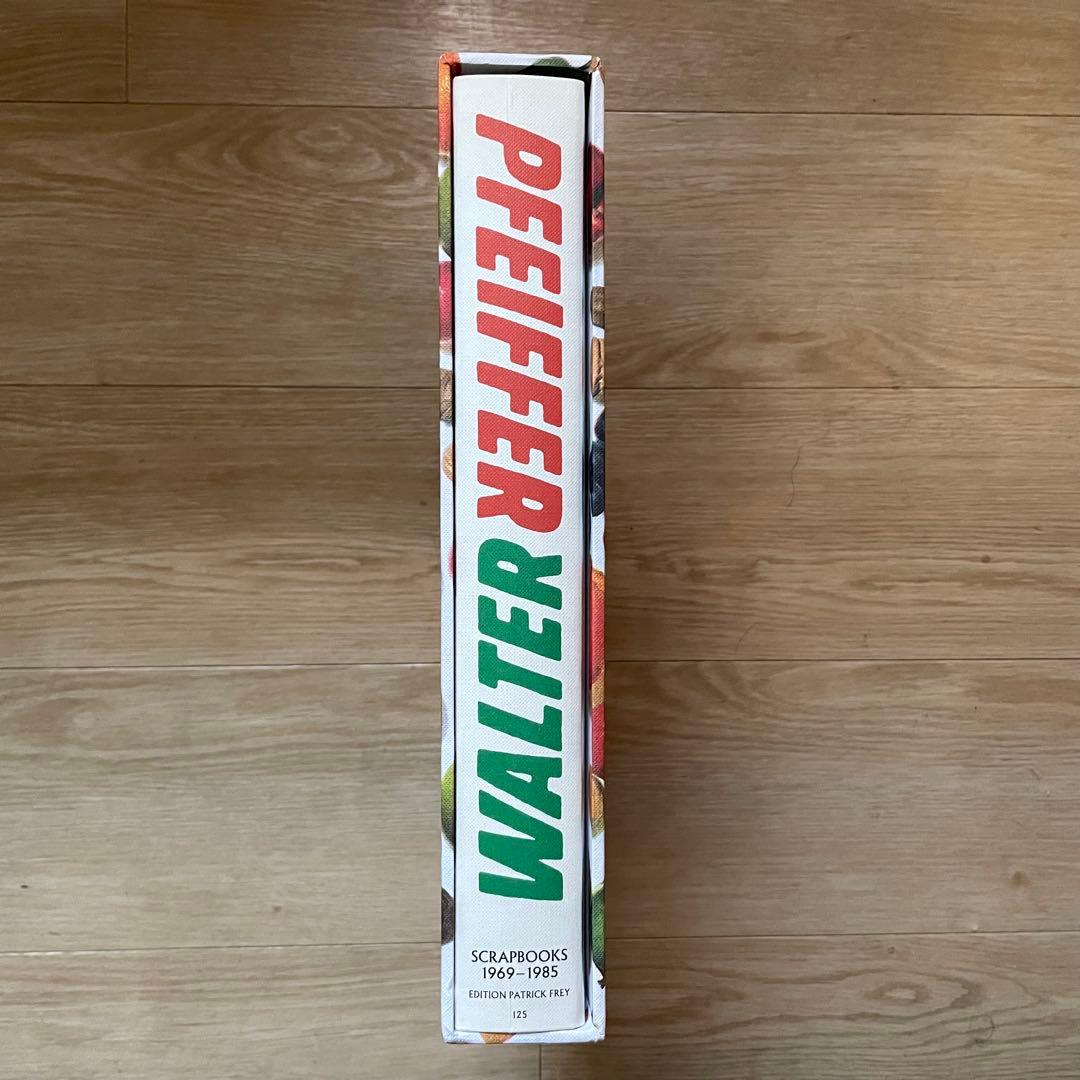 PFEIFFER
WALTER
SCRAPBOOKS
1969–1985
EDITION PATRICK FREY
125